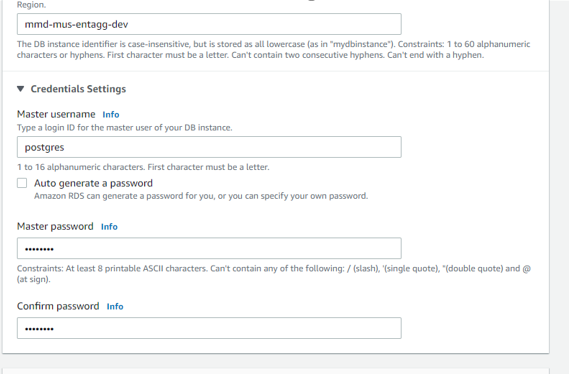 Region.
mmd-mus-entagg-dev
The DB instance identifier is case-insensitive, but is stored as all lowercase (as in "mydbinstance"). Constraints: 1 to 60 alphanumeric
characters or hyphens. First character must be a letter. Can't contain two consecutive hyphens. Can't end with a hyphen.
▼ Credentials Settings
Master username Info
Type a login ID for the master user of your DB instance.
postgres
1 to 16 alphanumeric characters. First character must be a letter.
Auto generate a password
Amazon RDS can generate a password for you, or you can specify your own password.
Master password Info
••••••••
Constraints: At least 8 printable ASCII characters. Can't contain any of the following: / (slash), '(single quote), "(double quote) and @
(at sign).
Confirm password Info
••••••••